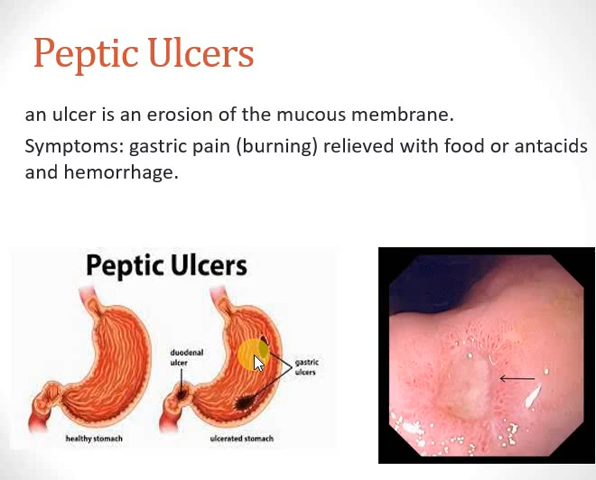 Peptic Ulcers
an ulcer is an erosion of the mucous membrane.
Symptoms: gastric pain (burning) relieved with food or antacids
and hemorrhage.
Peptic Ulcers
duodenal
ulcer
gastric
ulcers
healthy stomach
ulcerated stomach